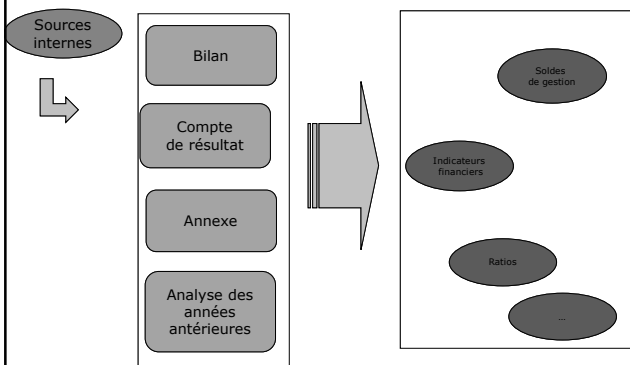 Sources
internes
Bilan
Compte
de résultat
Annexe
Analyse des
années
antérieures
Soldes
de gestion
Indicateurs
financiers
Ratios
...